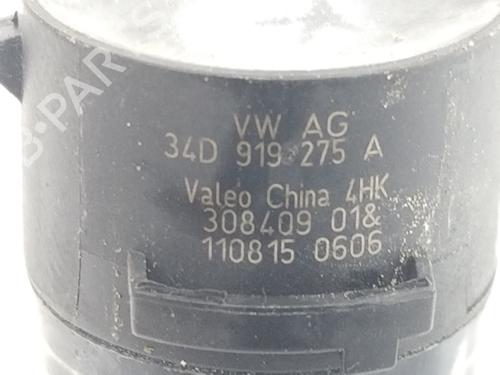 VW AG
34D 919 275 A
Valeo China 4HK
308409 01&
110815 0606
B-PARTS